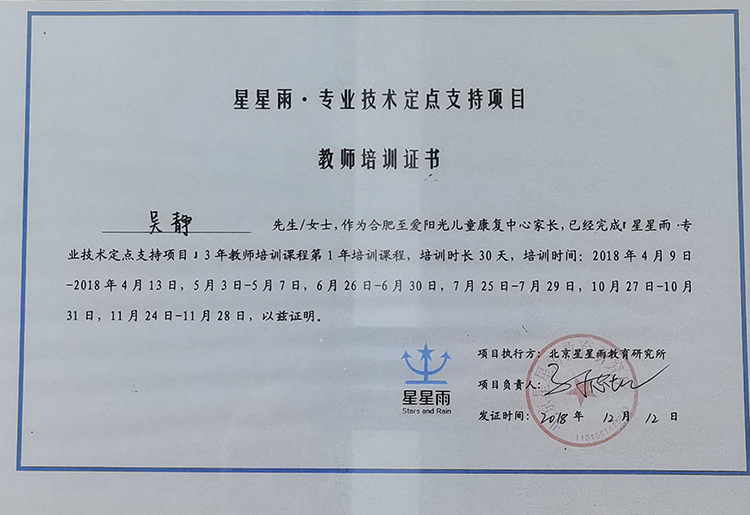 星星雨·专业技术定点支持项目
教师培训证书
吴静 先生/女士，作为合肥至爱阳光儿童康复中心家长，已经完成『星星雨·专
业技术定点支持项目』3年教师培训课程第1年培训课程，培训时长30天，培训时间：2018年4月9日
-2018年4月13日，5月3日-5月7日，6月26日-6月30日，7月25日-7月29日，10月27日-10月
31日，11月24日-11月28日，以兹证明。
星星雨
Stars and Rain
项目执行方：北京星星雨教育研究所
项目负责人：
发证时间：2018年 12月 12日